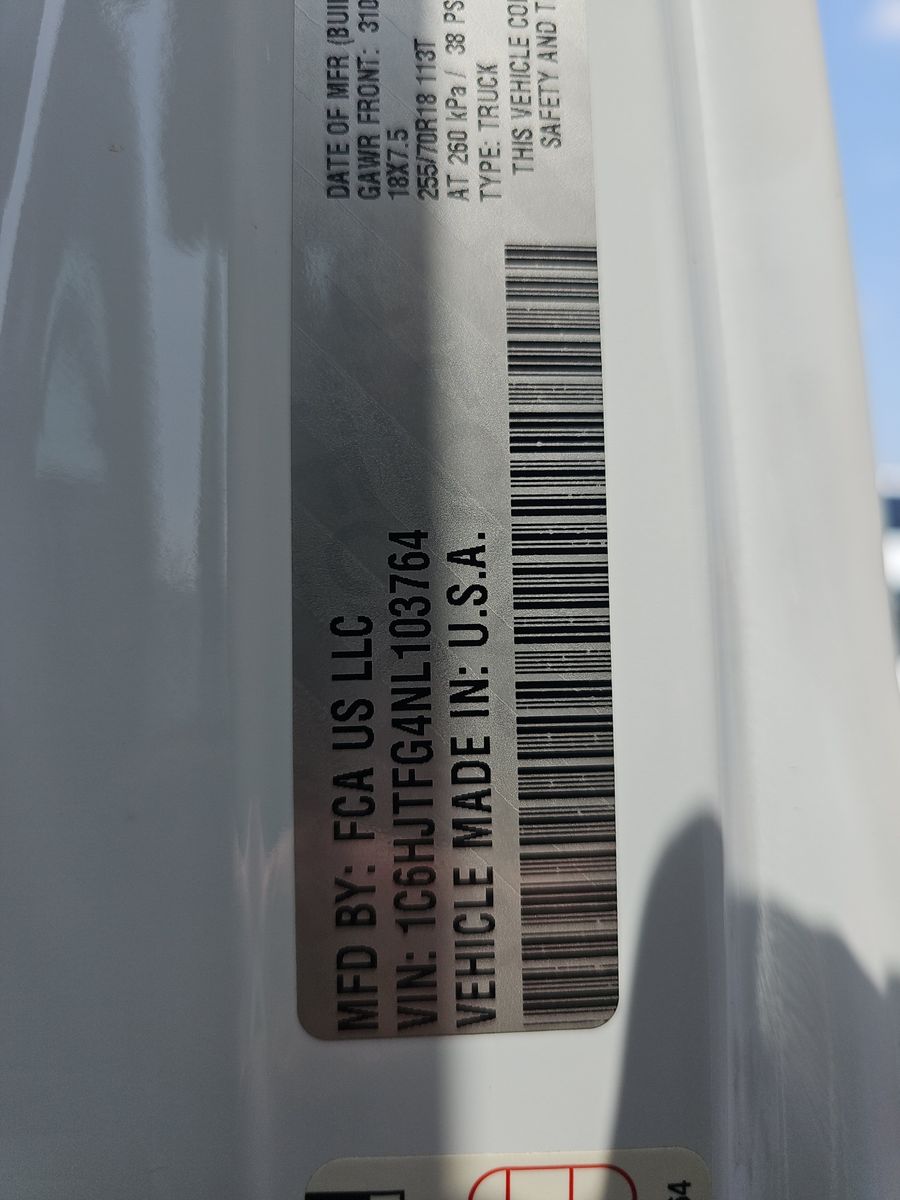 MFD BY: FCA US LLC
VIN: 1C6HJTFG4NL103764
VEHICLE MADE IN: U.S.A.
DATE OF MFR (BUI
GAWR FRONT: 310
18X7.5
255/70R18 113T
AT 260 kPa / 38 PS
TYPE: TRUCK
THIS VEHICLE CO
SAFETY AND T
64